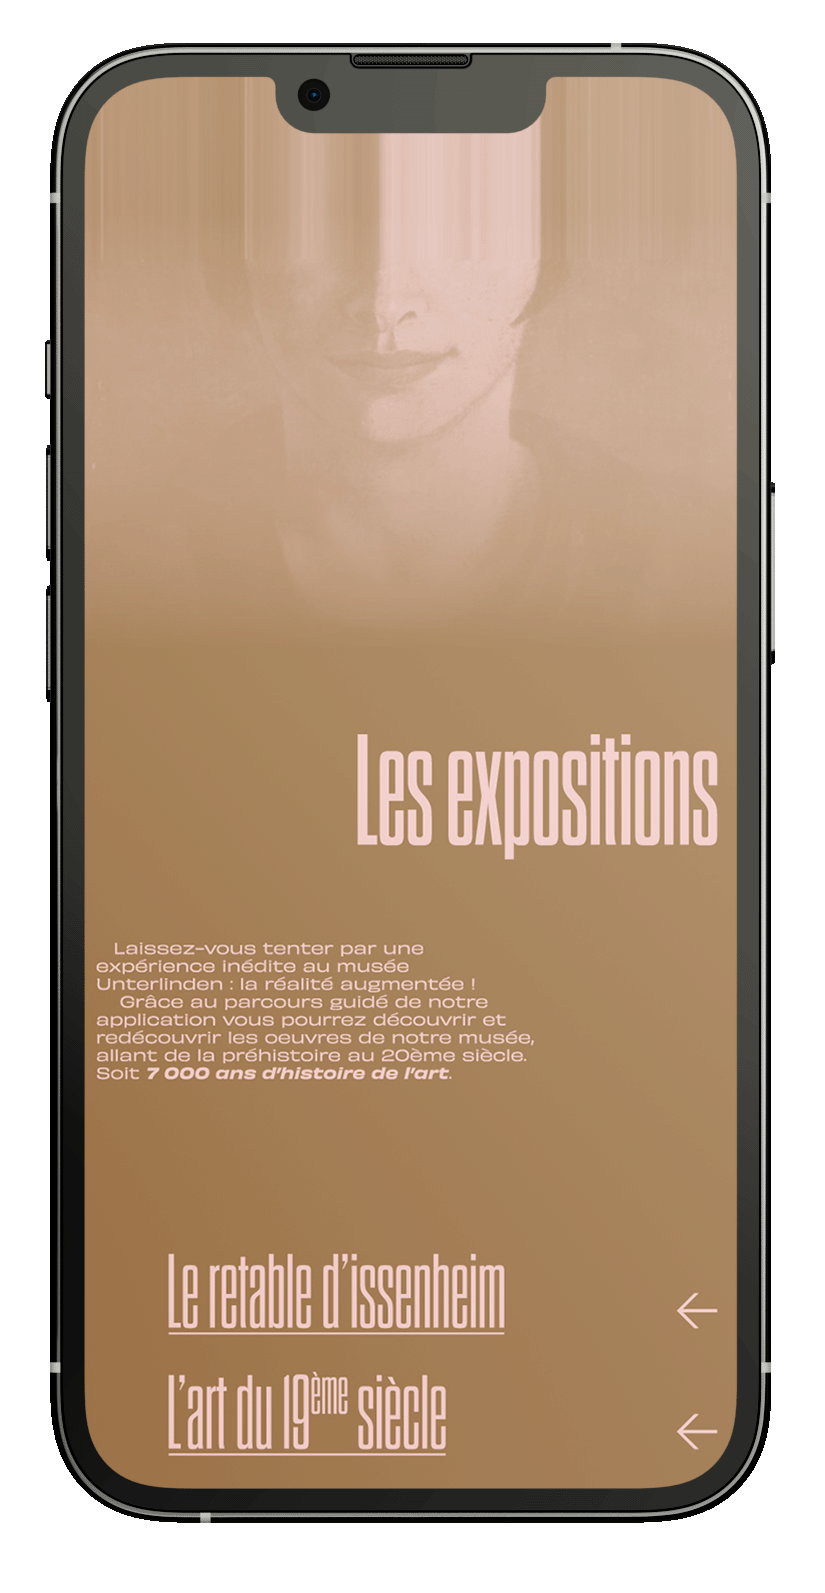 Les expositions
Laissez-vous tenter par une
expérience inédite au musée
Unterlinden : la réalité augmentée !
Grâce au parcours guidé de notre
application vous pourrez découvrir et
redécouvrir les oeuvres de notre musée,
allant de la préhistoire au 20ème siècle.
Soit 7 000 ans d'histoire de l'art.
Le retable d'issenheim
L'art du 19ème siècle